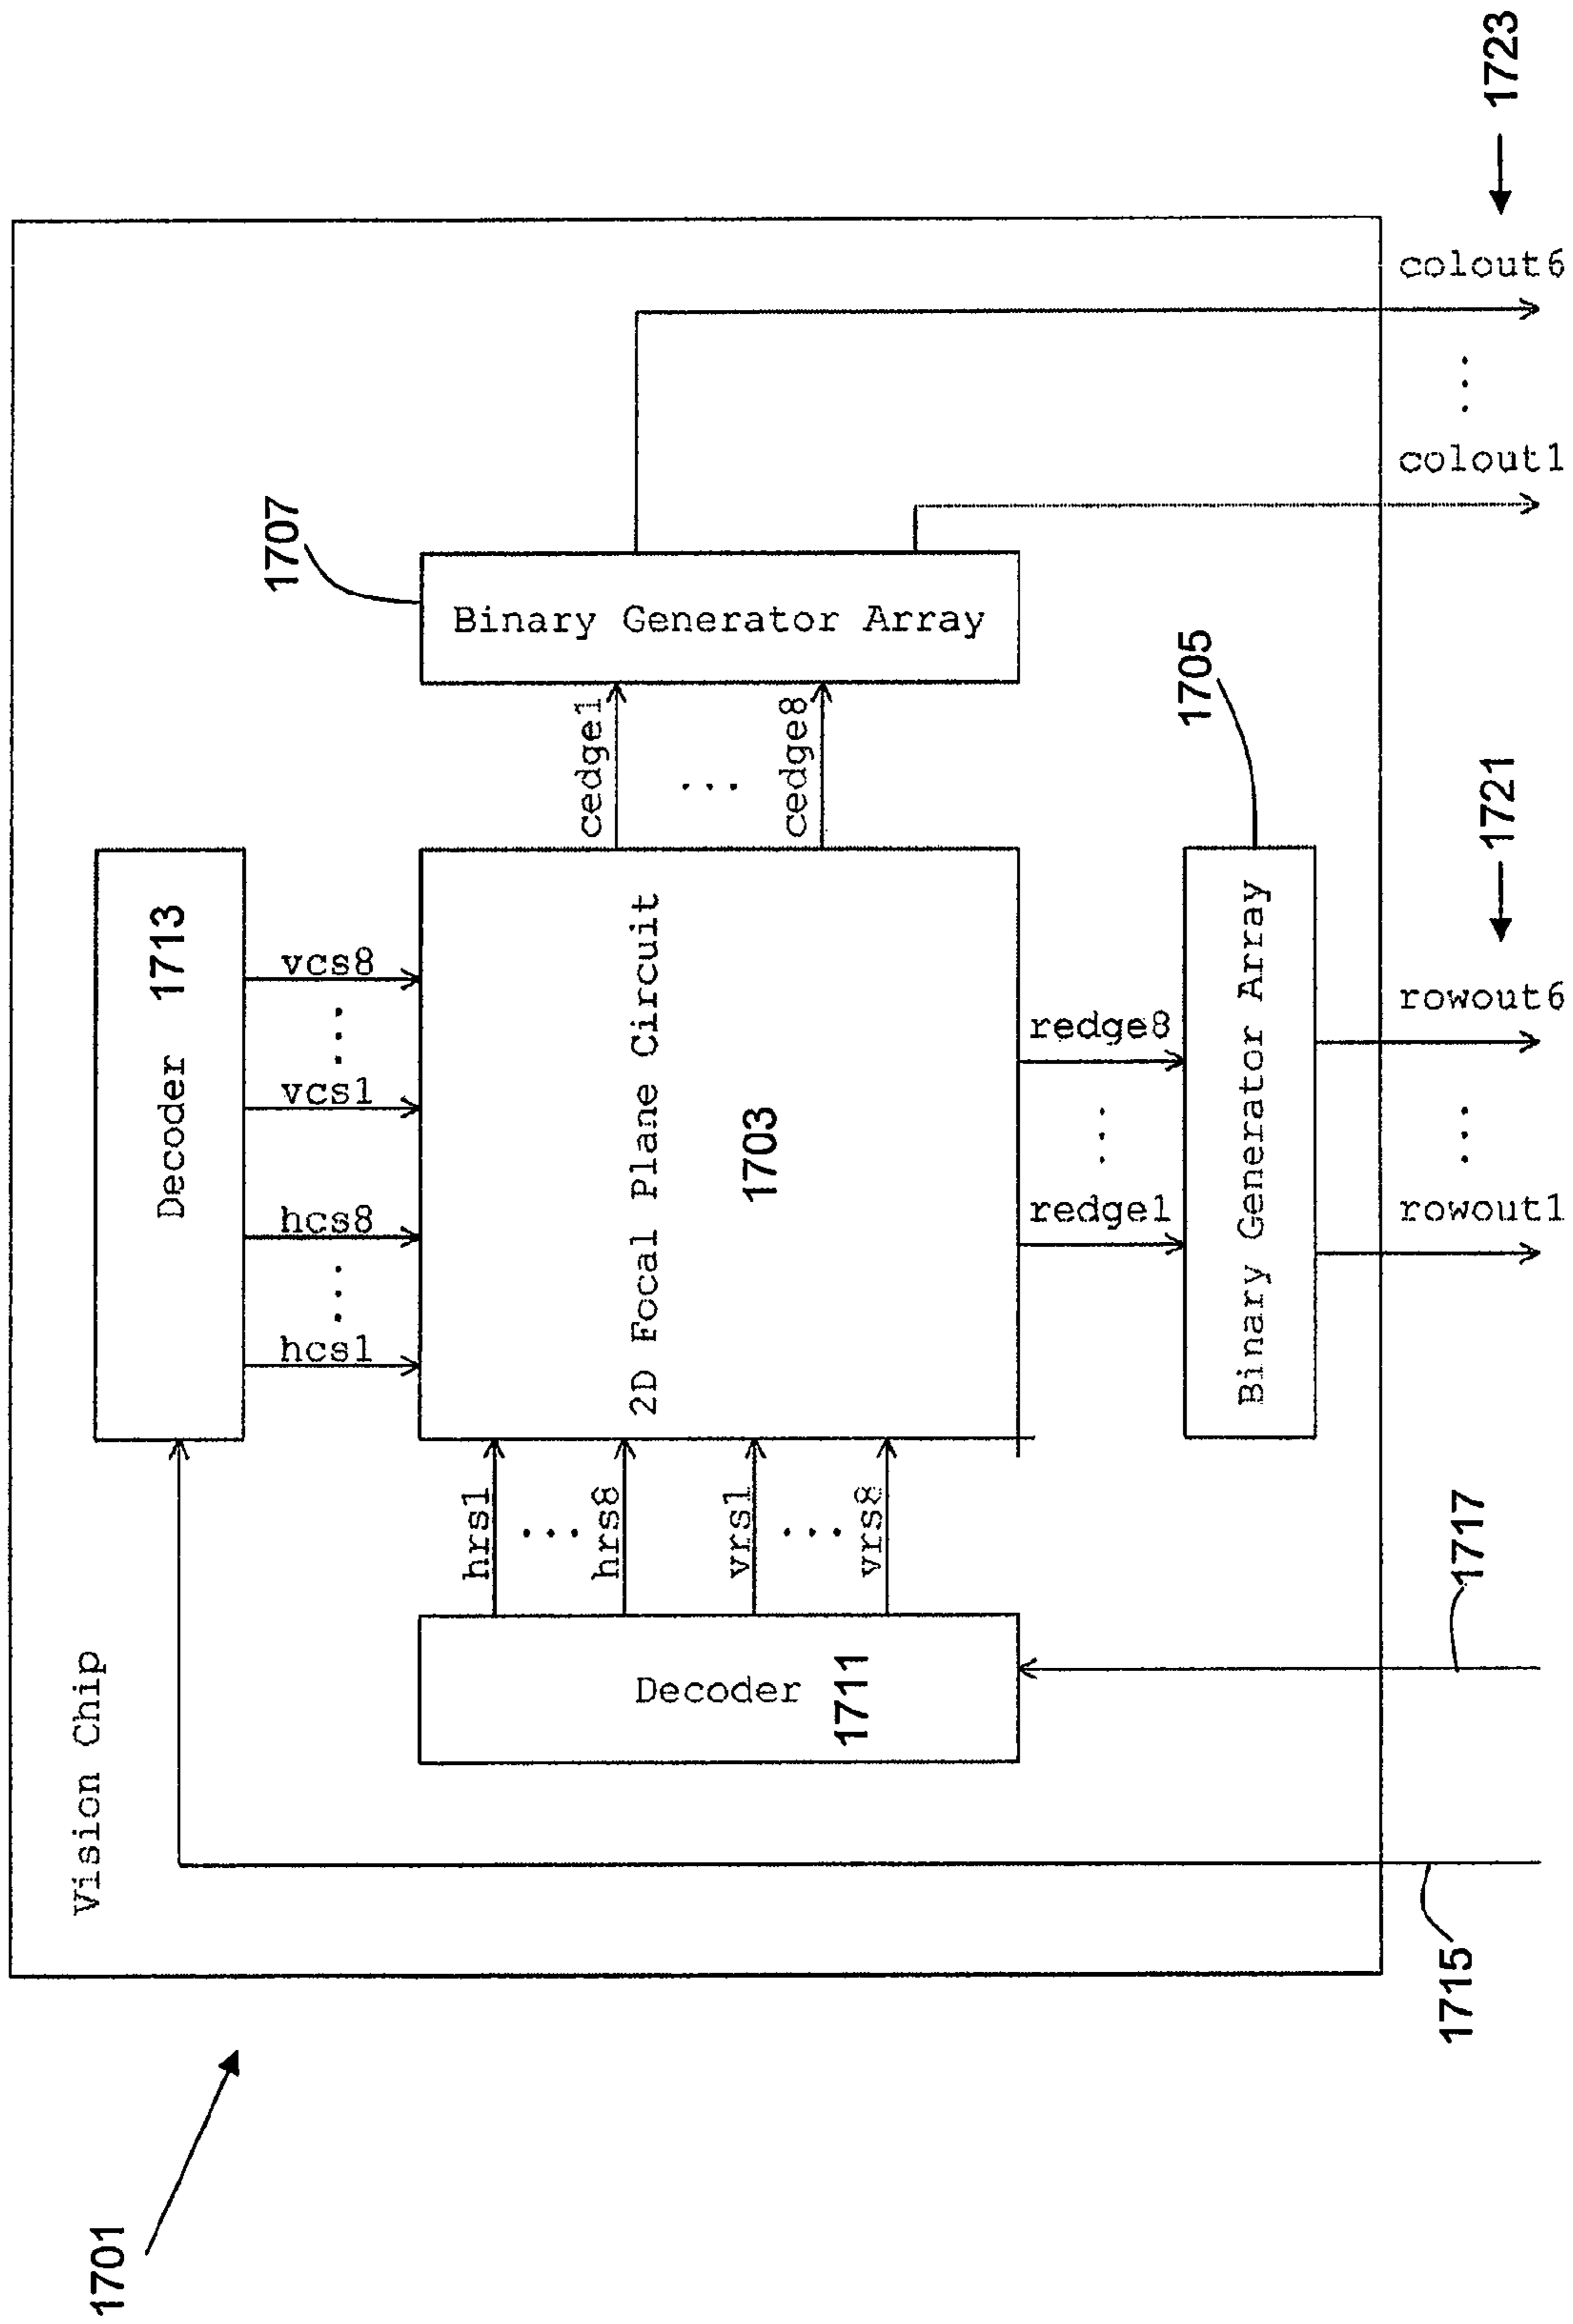 1701
Vision Chip
Decoder 1713
hcs1
...
hcs8
vcs1
...
vcs8
1707
Decoder
1711
hrs1
...
hrs8
vrs1
...
vrs8
2D Focal Plane Circuit
1703
cedge1
...
cedge8
Binary Generator Array
redge1
...
redge8
1705
Binary Generator Array
1715
1717
rowout1
...
rowout6
1721
colout1
...
colout6
1723